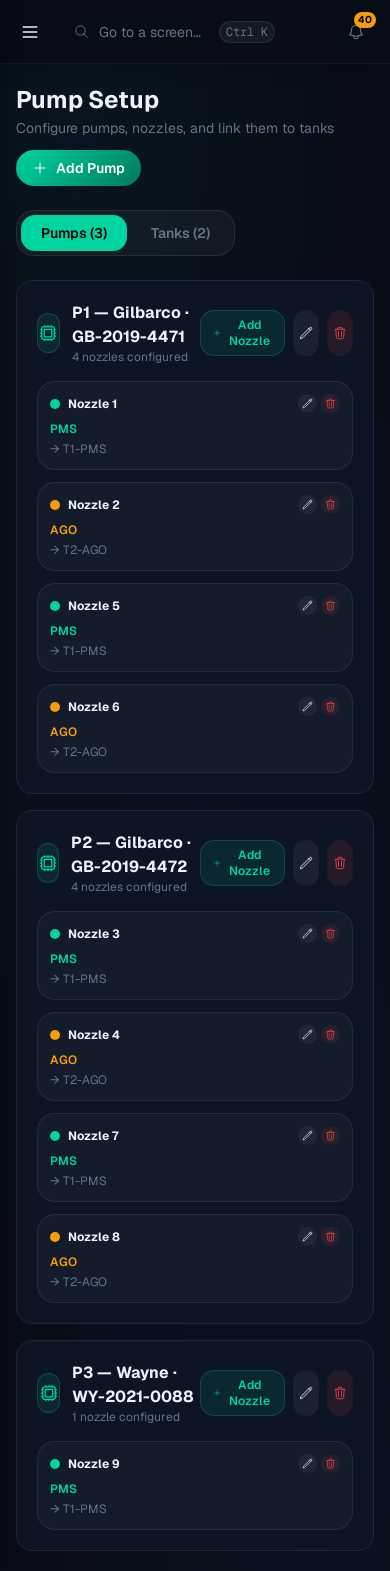 Go to a screen... Ctrl K 40
Pump Setup
Configure pumps, nozzles, and link them to tanks
+ Add Pump
Pumps (3) Tanks (2)
P1 — Gilbarco ·
GB-2019-4471
4 nozzles configured
+ Add
Nozzle
Nozzle 1
PMS
→ T1-PMS
Nozzle 2
AGO
→ T2-AGO
Nozzle 5
PMS
→ T1-PMS
Nozzle 6
AGO
→ T2-AGO
P2 — Gilbarco ·
GB-2019-4472
4 nozzles configured
+ Add
Nozzle
Nozzle 3
PMS
→ T1-PMS
Nozzle 4
AGO
→ T2-AGO
Nozzle 7
PMS
→ T1-PMS
Nozzle 8
AGO
→ T2-AGO
P3 — Wayne ·
WY-2021-0088
1 nozzle configured
+ Add
Nozzle
Nozzle 9
PMS
→ T1-PMS